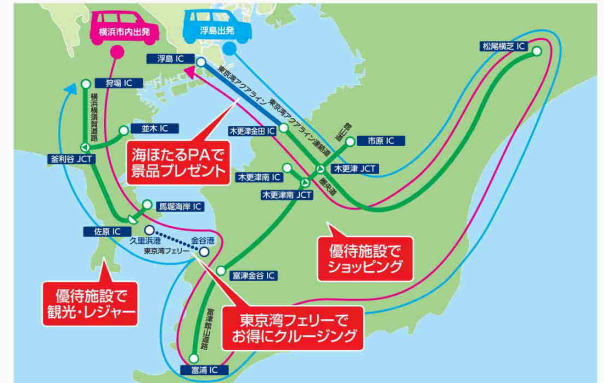 横浜市内出発
浮島出発
浮島 IC
松尾横芝 IC
狩場 IC
東京湾アクアライン
東京湾アクアライン連絡道
横浜横須賀道路
並木 IC
木更津金田 IC
館山道
市原 IC
釜利谷 JCT
海ほたるPAで
景品プレゼント
木更津南 IC
木更津 JCT
圏央道
木更津南 JCT
馬堀海岸 IC
佐原 IC
久里浜港
金谷港
東京湾フェリー
優待施設で
ショッピング
富津金谷 IC
優待施設で
観光・レジャー
富津館山道路
東京湾フェリーで
お得にクルージング
富浦 IC